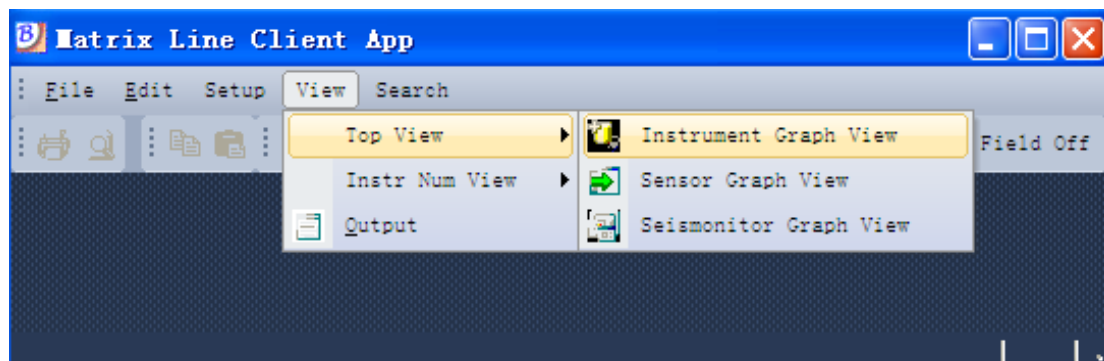 Matrix Line Client App
File Edit Setup View Search
Top View
Instrument Graph View
Field Off
Instr Num View
Sensor Graph View
Output
Seismonitor Graph View